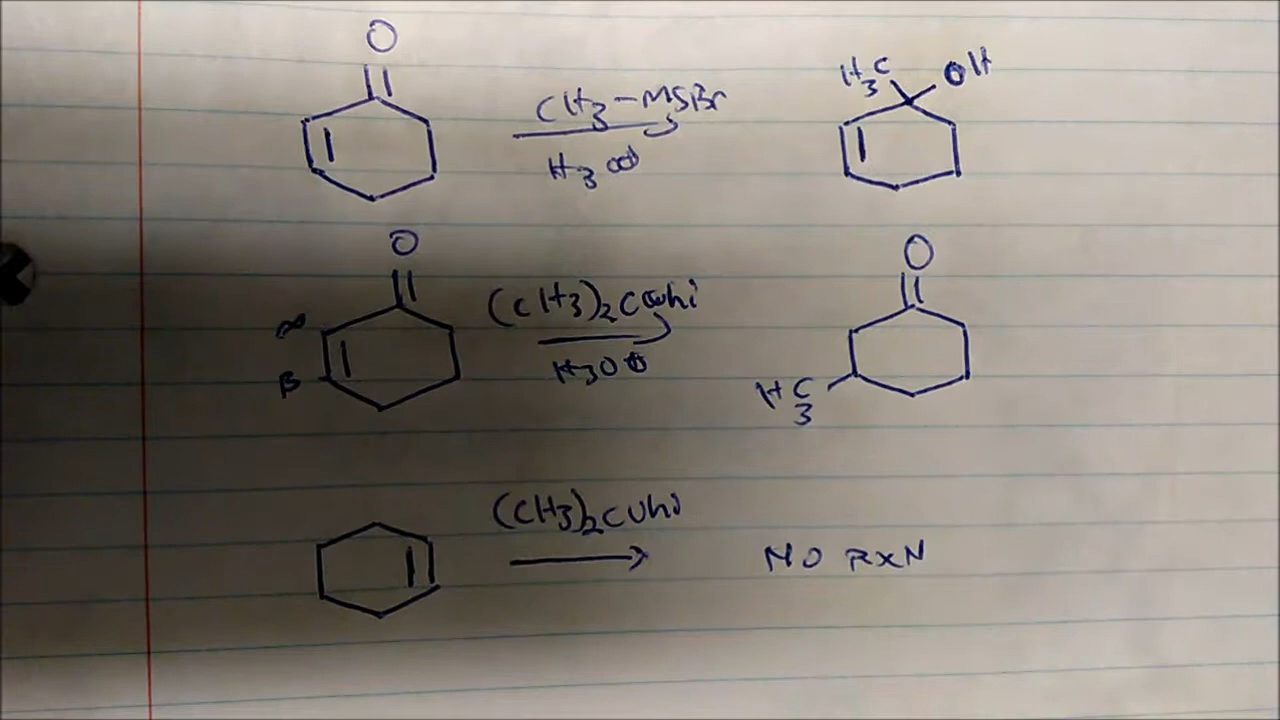 O
CH3-MgBr
H3O⊕
H3C OH
O
(CH3)2CuLi
H3O⊕
α
β
O
H3C
(CH3)2CuLi
NO RXN